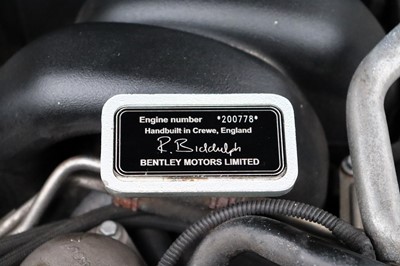 Engine number *200778*
Handbuilt in Crewe, England
R. Biddulph
BENTLEY MOTORS LIMITED